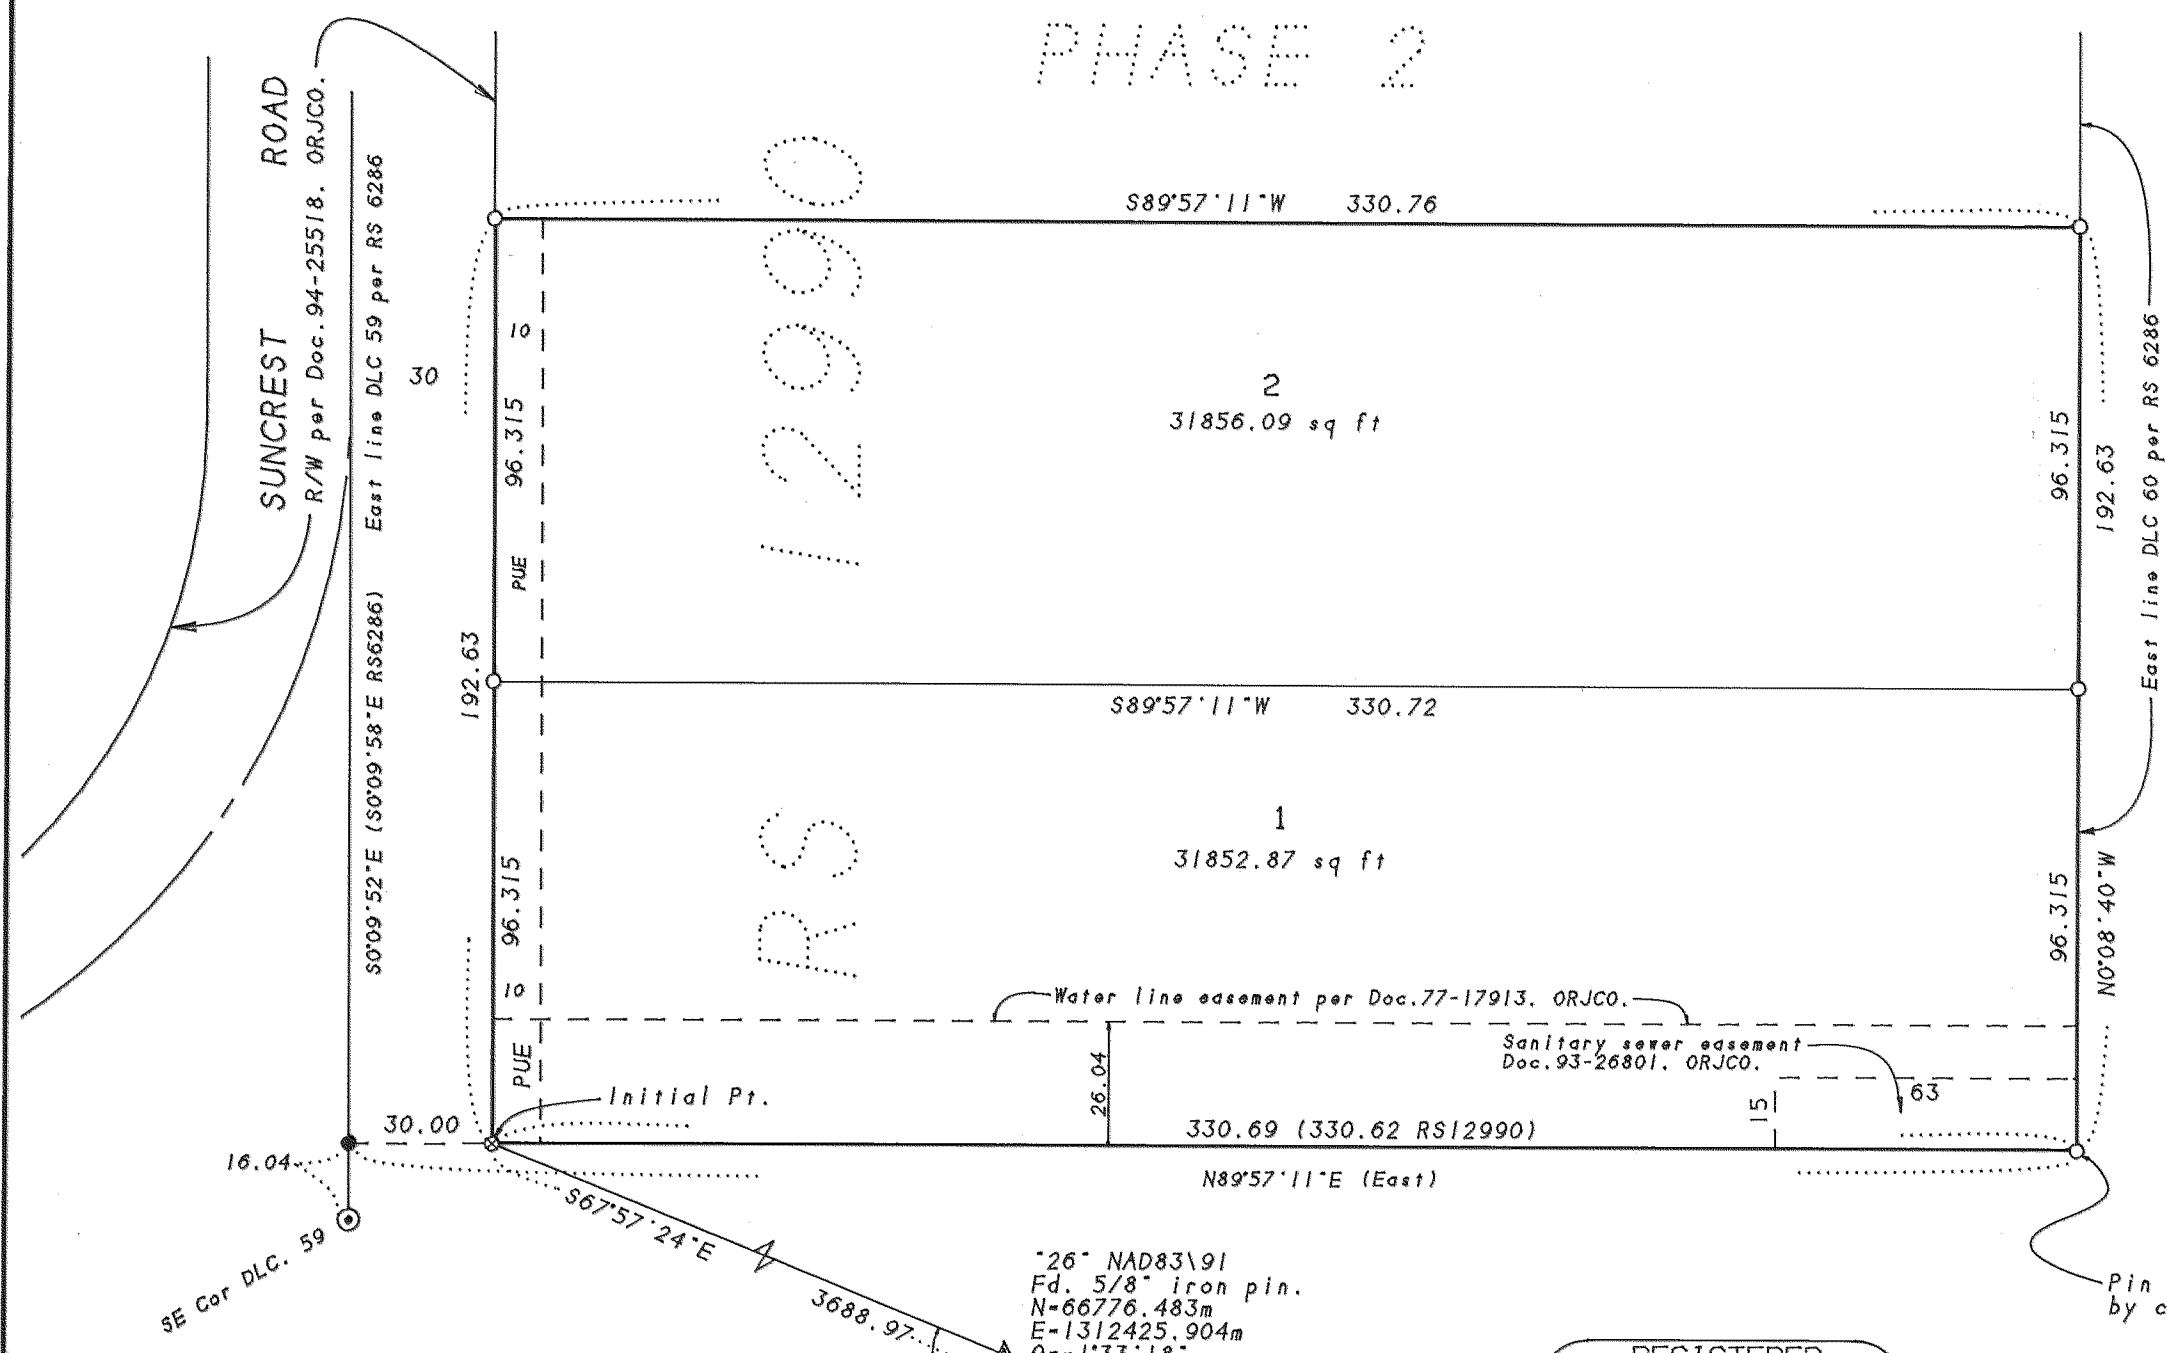 PHASE 2
SUNCREST ROAD
R/W per Doc.94-25518. ORJCO.
East line DLC 59 per RS 6286
S0°09'52"E (S0°09'58"E RS6286)
30
S89°57'11"W 330.76
10
96.315
PUE
192.63
RS 12990
2
31856.09 sq ft
96.315
192.63
East line DLC 60 per RS 6286
S89°57'11"W 330.72
1
31852.87 sq ft
96.315
10
PUE
96.315
N0°08'40"W
Water line easement per Doc.77-17913. ORJCO.
Sanitary sewer easement
Doc.93-26801. ORJCO.
26.04
15
63
Initial Pt.
30.00
330.69 (330.62 RS12990)
N89°57'11"E (East)
16.04
SE Cor DLC. 59
S67°57'24"E
3688.97
"26" NAD83\91
Fd. 5/8" iron pin.
N=66776.483m
E=1312425.904m
Pin
by c
REGISTERED